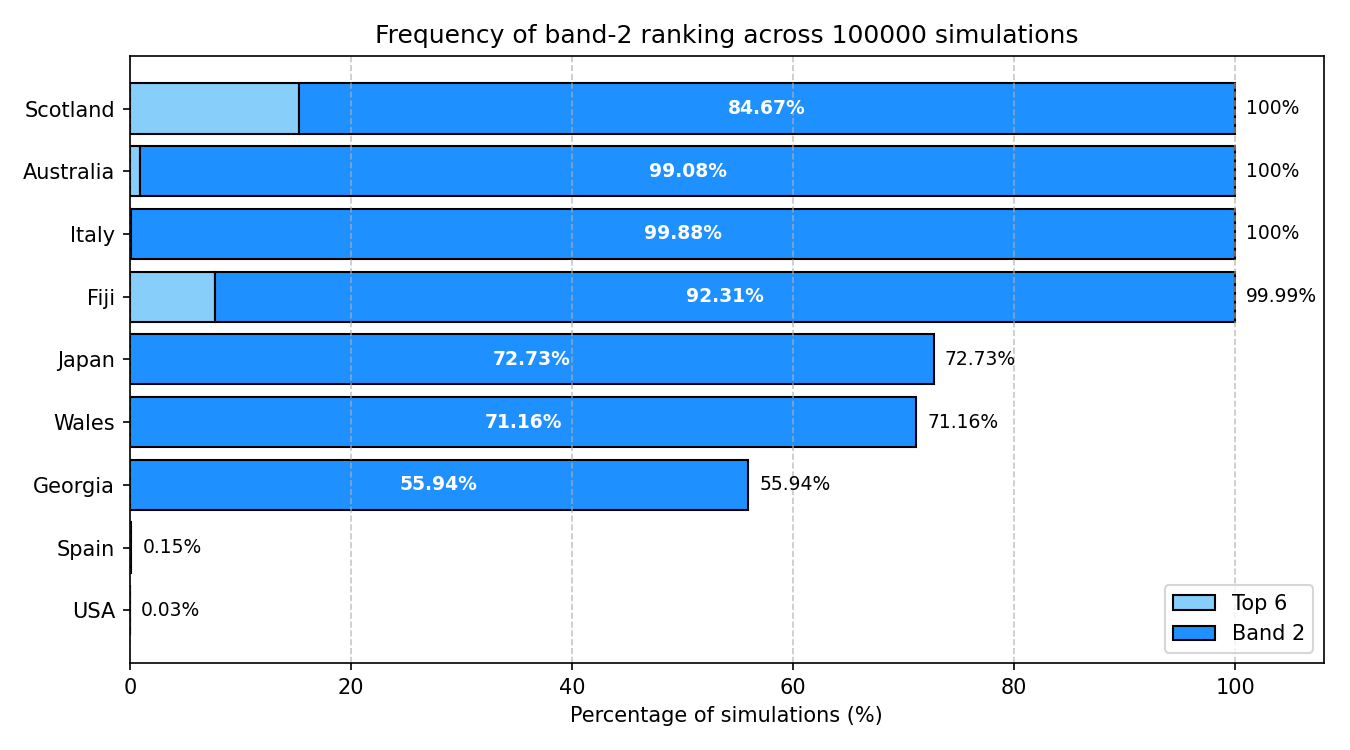 Frequency of band-2 ranking across 100000 simulations
Scotland 84.67% 100%
Australia 99.08% 100%
Italy 99.88% 100%
Fiji 92.31% 99.99%
Japan 72.73% 72.73%
Wales 71.16% 71.16%
Georgia 55.94% 55.94%
Spain 0.15%
USA 0.03%
Top 6
Band 2
0 20 40 60 80 100
Percentage of simulations (%)